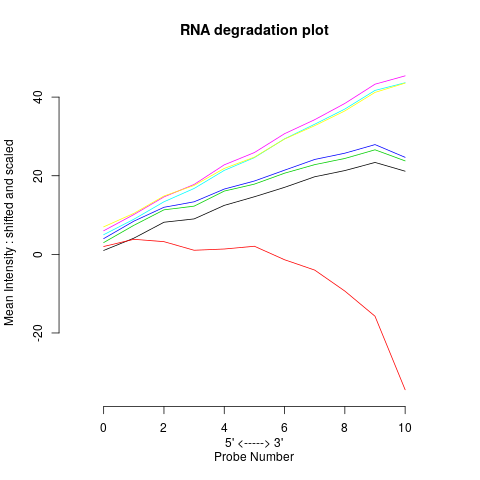 RNA degradation plot
Mean Intensity : shifted and scaled
40
20
0
-20
0 2 4 6 8 10
5' <-----> 3'
Probe Number